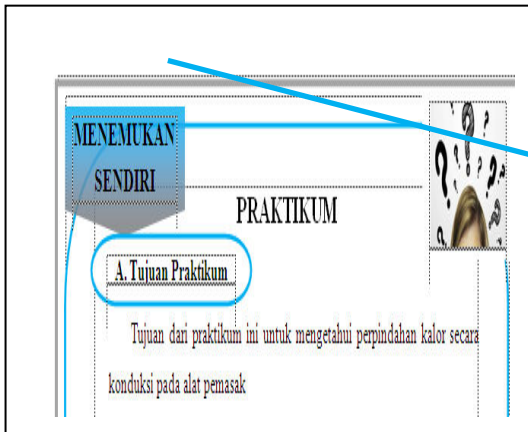 MENEMUKAN
SENDIRI
PRAKTIKUM
A. Tujuan Praktikum
Tujuan dari praktikum ini untuk mengetahui perpindahan kalor secara
konduksi pada alat pemasak